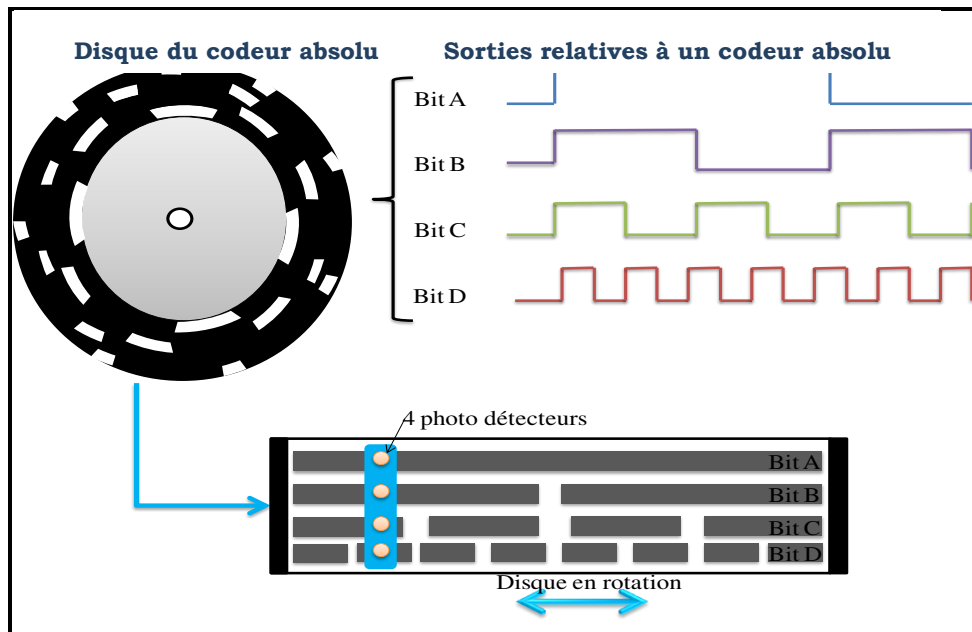 Disque du codeur absolu
Sorties relatives à un codeur absolu
Bit A
Bit B
Bit C
Bit D
4 photo détecteurs
Bit A
Bit B
Bit C
Bit D
Disque en rotation